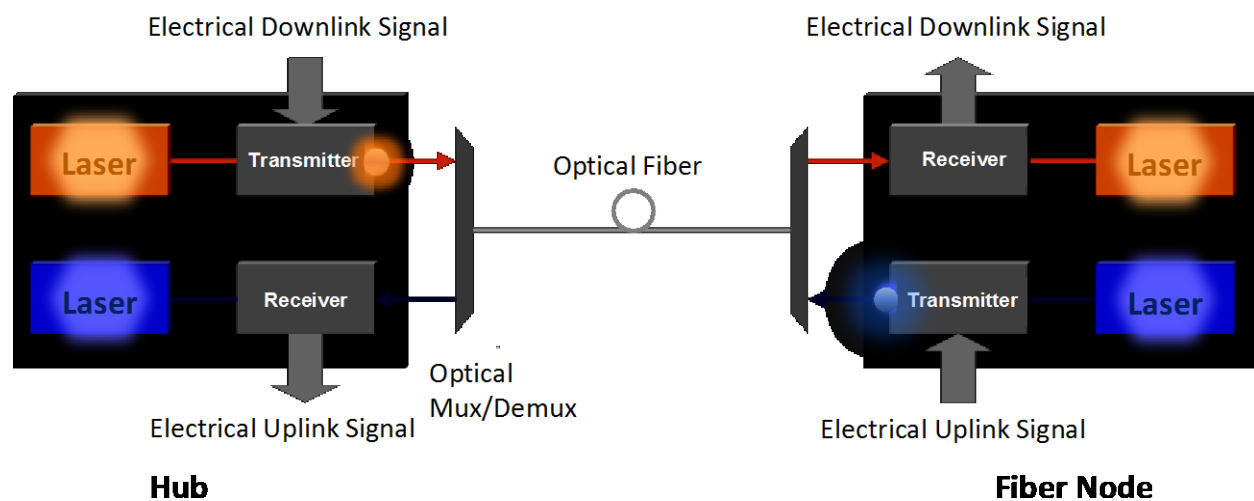 Electrical Downlink Signal
Electrical Downlink Signal
Laser
Transmitter
Optical Fiber
Receiver
Laser
Laser
Receiver
Transmitter
Laser
"
Optical
Mux/Demux
Electrical Uplink Signal
Electrical Uplink Signal
Hub
Fiber Node